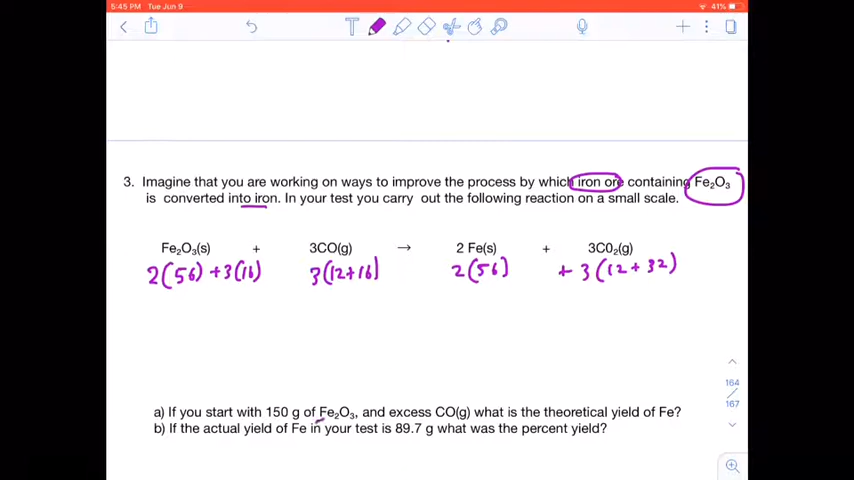 5:45 PM Tue Jun 9
41%
3. Imagine that you are working on ways to improve the process by which iron ore containing Fe₂O₃
is converted into iron. In your test you carry out the following reaction on a small scale.
Fe₂O₃(s) + 3CO(g) → 2 Fe(s) + 3C0₂(g)
2(56) +3(16) 3(12+16) 2(56) + 3(12+32)
a) If you start with 150 g of Fe₂O₃, and excess CO(g) what is the theoretical yield of Fe?
b) If the actual yield of Fe in your test is 89.7 g what was the percent yield?
164
167